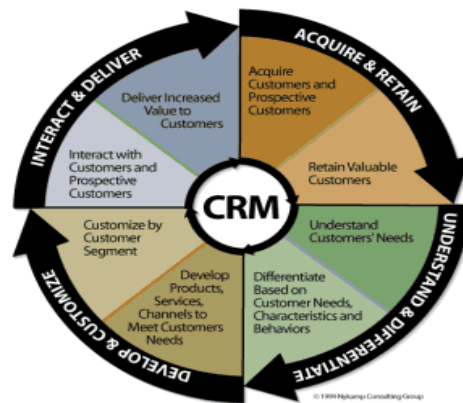 ACQUIRE & RETAIN
Acquire
Customers and
Prospective
Customers
Retain Valuable
Customers
UNDERSTAND & DIFFERENTIATE
Understand
Customers' Needs
Differentiate
Based on
Customer Needs,
Characteristics and
Behaviors
DEVELOP & CUSTOMIZE
Develop
Products,
Services,
Channels to
Meet Customers
Needs
Customize by
Customer
Segment
INTERACT & DELIVER
Interact with
Customers and
Prospective
Customers
Deliver Increased
Value to
Customers
CRM
© 1999 Nykamp Consulting Group